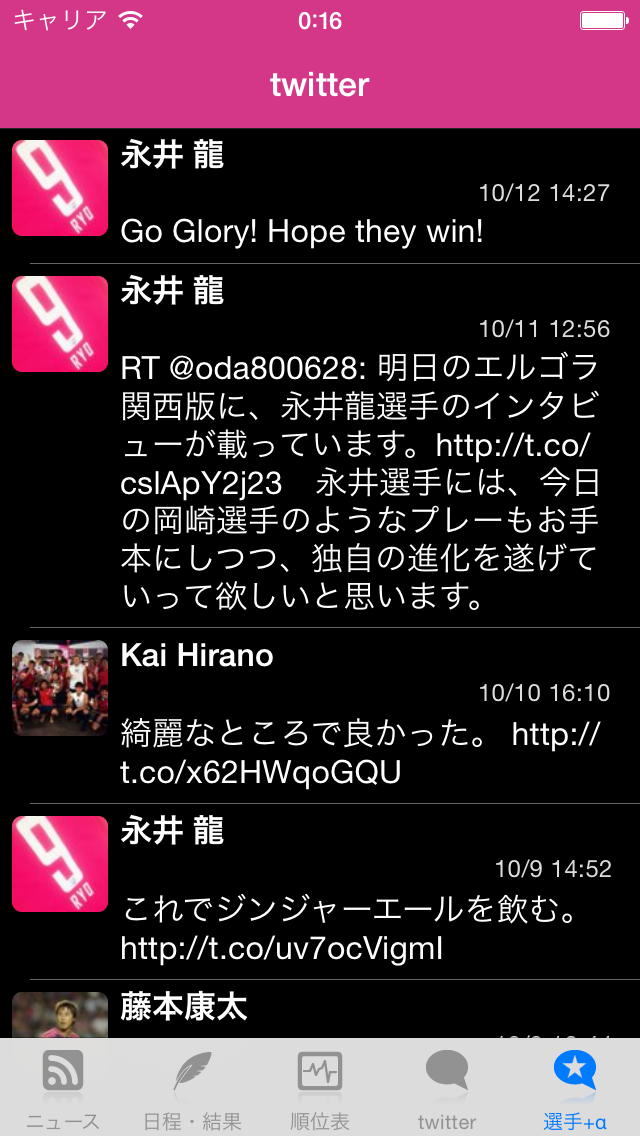 キャリア 0:16
twitter
永井 龍
10/12 14:27
Go Glory! Hope they win!
永井 龍
10/11 12:56
RT @oda800628: 明日のエルゴラ
関西版に、永井龍選手のインタビ
ューが載っています。http://t.co/
cslApY2j23　永井選手には、今日
の岡崎選手のようなプレーもお手
本にしつつ、独自の進化を遂げて
いって欲しいと思います。
Kai Hirano
10/10 16:10
綺麗なところで良かった。 http://
t.co/x62HWqoGQU
永井 龍
10/9 14:52
これでジンジャーエールを飲む。
http://t.co/uv7ocVigmI
藤本康太
ニュース 日程・結果 順位表 twitter 選手+α